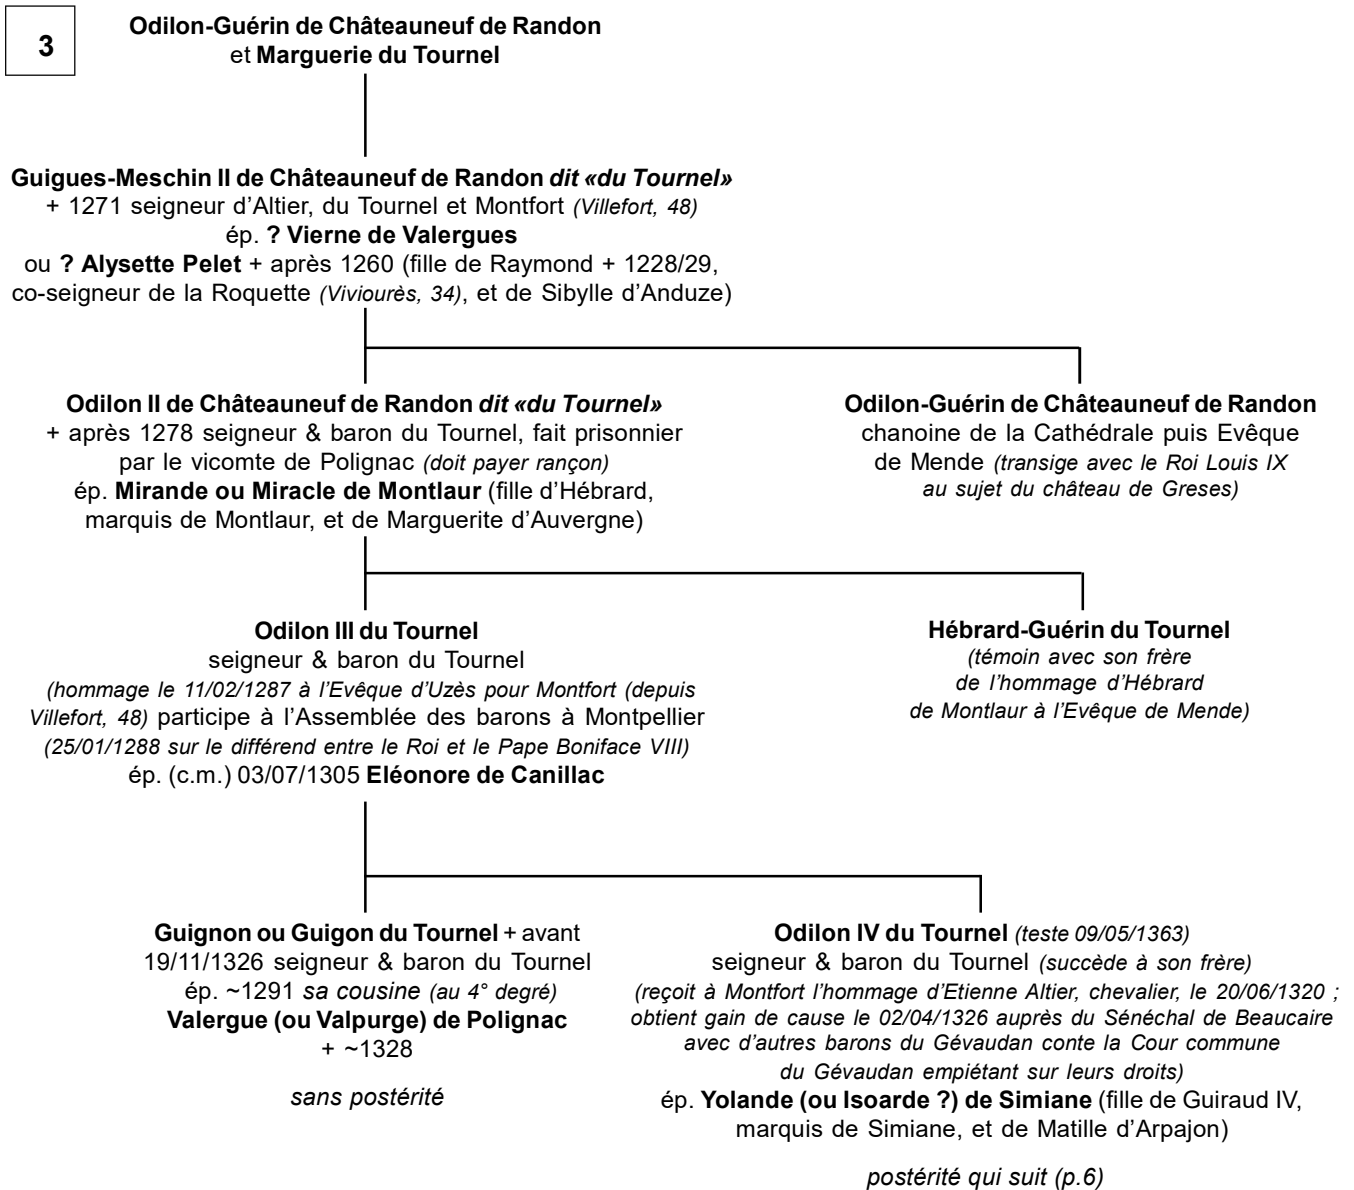 3
Odilon-Guérin de Châteauneuf de Randon
et Marguerie du Tournel
Guigues-Meschin II de Châteauneuf de Randon dit «du Tournel»
+ 1271 seigneur d’Altier, du Tournel et Montfort (Villefort, 48)
ép. ? Vierne de Valergues
ou ? Alysette Pelet + après 1260 (fille de Raymond + 1228/29,
co-seigneur de la Roquette (Viviourès, 34), et de Sibylle d’Anduze)
Odilon II de Châteauneuf de Randon dit «du Tournel»
+ après 1278 seigneur & baron du Tournel, fait prisonnier
par le vicomte de Polignac (doit payer rançon)
ép. Mirande ou Miracle de Montlaur (fille d’Hébrard,
marquis de Montlaur, et de Marguerite d’Auvergne)
Odilon-Guérin de Châteauneuf de Randon
chanoine de la Cathédrale puis Evêque
de Mende (transige avec le Roi Louis IX
au sujet du château de Greses)
Odilon III du Tournel
seigneur & baron du Tournel
(hommage le 11/02/1287 à l’Evêque d’Uzès pour Montfort (depuis
Villefort, 48) participe à l’Assemblée des barons à Montpellier
(25/01/1288 sur le différend entre le Roi et le Pape Boniface VIII)
ép. (c.m.) 03/07/1305 Eléonore de Canillac
Hébrard-Guérin du Tournel
(témoin avec son frère
de l’hommage d’Hébrard
de Montlaur à l’Evêque de Mende)
Guignon ou Guigon du Tournel + avant
19/11/1326 seigneur & baron du Tournel
ép. ~1291 sa cousine (au 4° degré)
Valergue (ou Valpurge) de Polignac
+ ~1328
sans postérité
Odilon IV du Tournel (teste 09/05/1363)
seigneur & baron du Tournel (succède à son frère)
(reçoit à Montfort l’hommage d’Etienne Altier, chevalier, le 20/06/1320 ;
obtient gain de cause le 02/04/1326 auprès du Sénéchal de Beaucaire
avec d’autres barons du Gévaudan conte la Cour commune
du Gévaudan empiétant sur leurs droits)
ép. Yolande (ou Isoarde ?) de Simiane (fille de Guiraud IV,
marquis de Simiane, et de Matille d’Arpajon)
postérité qui suit (p.6)